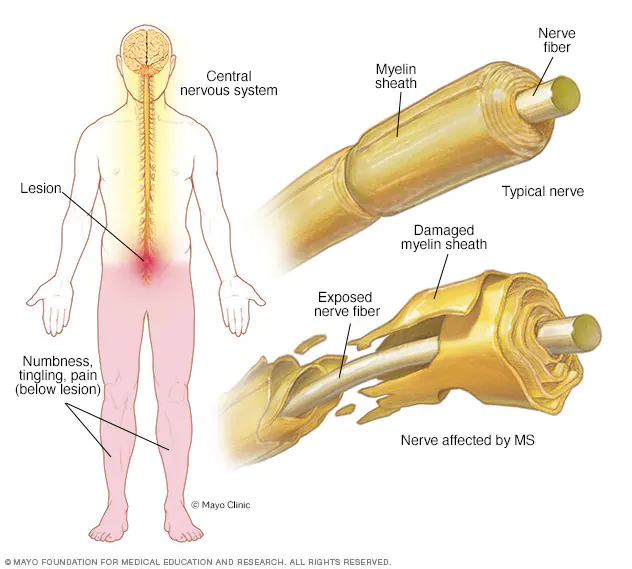 Central
nervous system
Lesion
Numbness,
tingling, pain
(below lesion)
© Mayo Clinic
Nerve
fiber
Myelin
sheath
Typical nerve
Damaged
myelin sheath
Exposed
nerve fiber
Nerve affected by MS
© MAYO FOUNDATION FOR MEDICAL EDUCATION AND RESEARCH. ALL RIGHTS RESERVED.